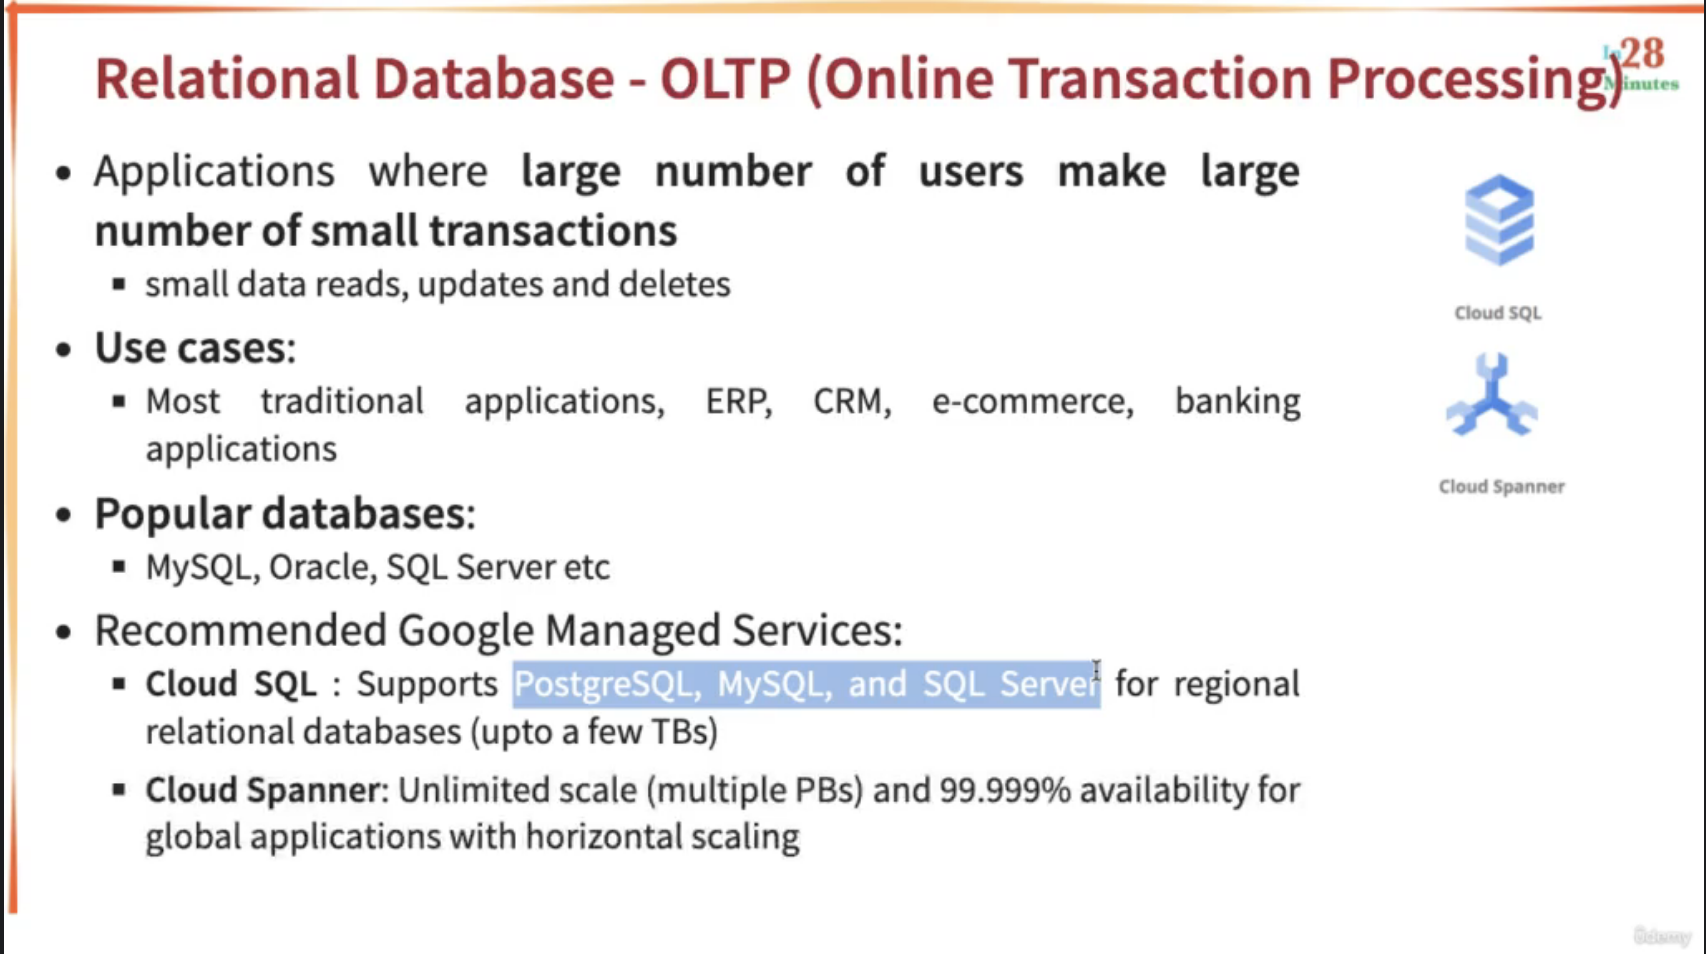 Relational Database - OLTP (Online Transaction Processing)
In 28
Minutes
• Applications where large number of users make large
number of small transactions
▪ small data reads, updates and deletes
• Use cases:
▪ Most traditional applications, ERP, CRM, e-commerce, banking
applications
• Popular databases:
▪ MySQL, Oracle, SQL Server etc
• Recommended Google Managed Services:
▪ Cloud SQL : Supports PostgreSQL, MySQL, and SQL Server for regional
relational databases (upto a few TBs)
▪ Cloud Spanner: Unlimited scale (multiple PBs) and 99.999% availability for
global applications with horizontal scaling
Cloud SQL
Cloud Spanner
ûdemy